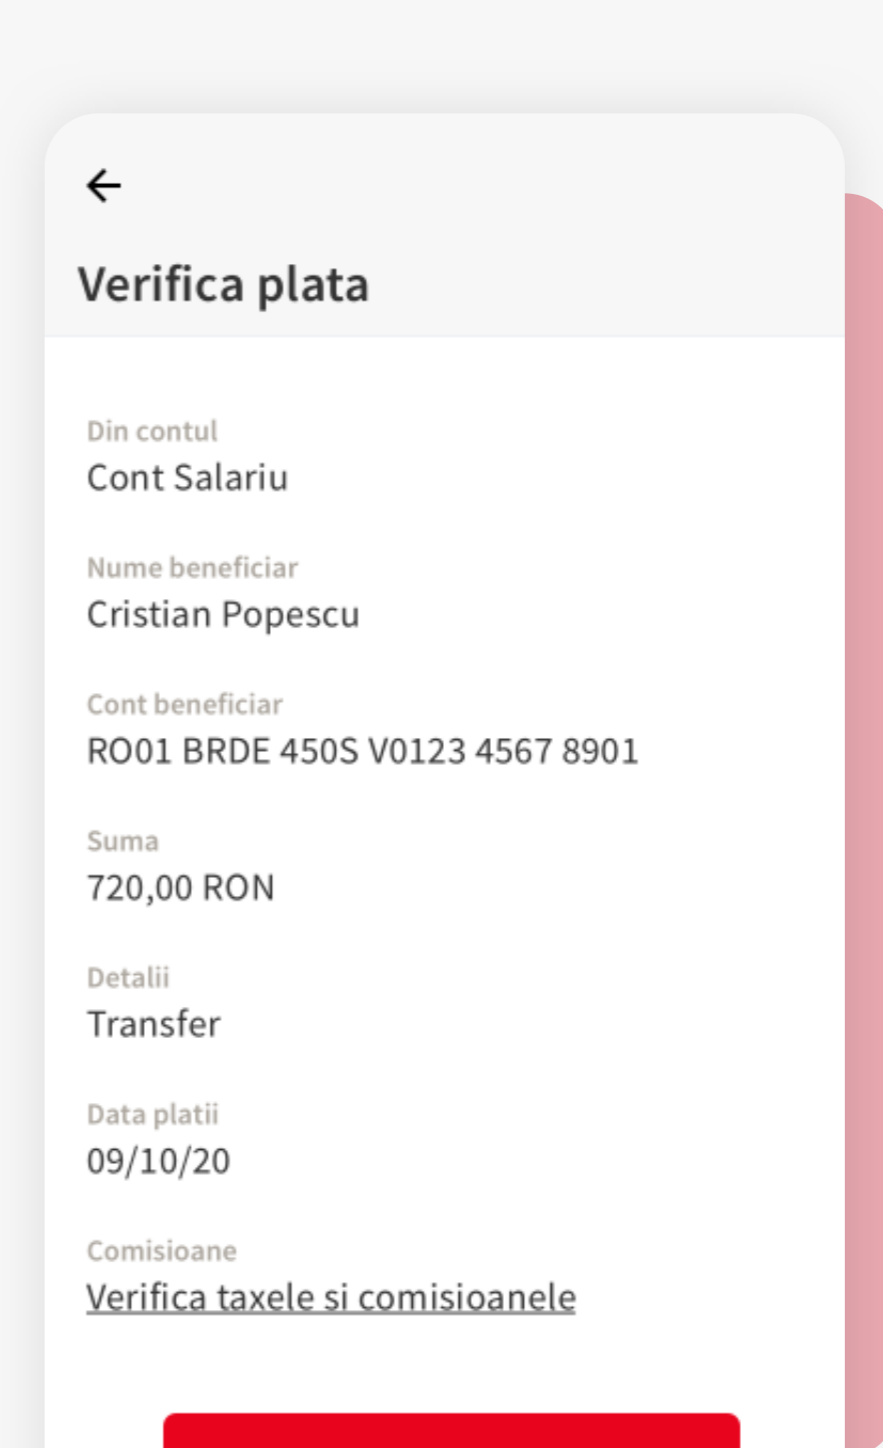 Verifica plata
Din contul
Cont Salariu
Nume beneficiar
Cristian Popescu
Cont beneficiar
RO01 BRDE 450S V0123 4567 8901
Suma
720,00 RON
Detalii
Transfer
Data platii
09/10/20
Comisioane
Verifica taxele si comisioanele